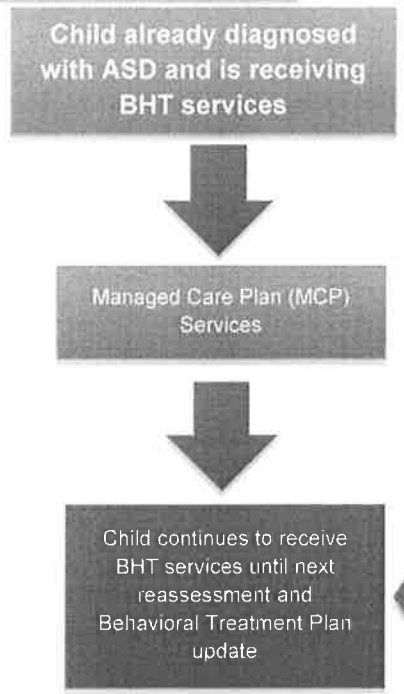 Child already diagnosed
with ASD and is receiving
BHT services
Managed Care Plan (MCP)
Services
Child continues to receive
BHT services until next
reassessment and
Behavioral Treatment Plan
update